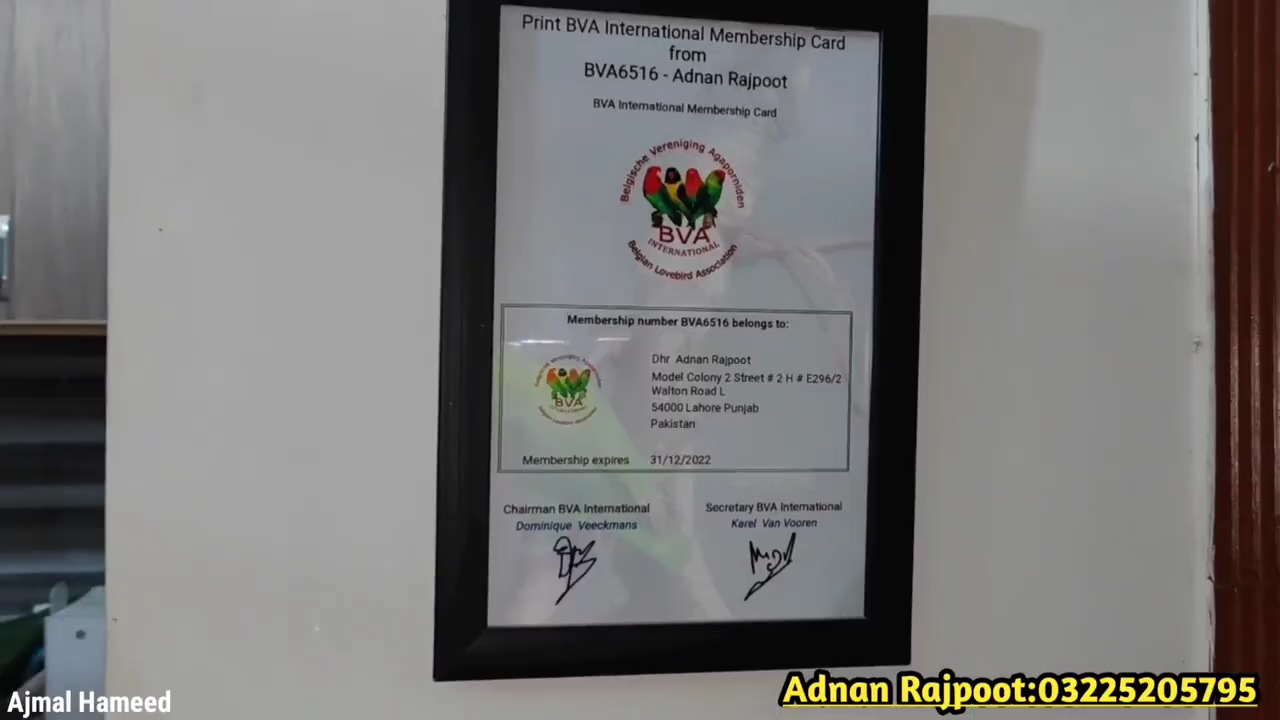 Print BVA International Membership Card
from
BVA6516 - Adnan Rajpoot
BVA International Membership Card
Belgische Vereniging Agaporniden
BVA
INTERNATIONAL
Belgian Lovebird Association
Membership number BVA6516 belongs to:
BVA
Dhr Adnan Rajpoot
Model Colony 2 Street # 2 H # E296/2
Walton Road L
54000 Lahore Punjab
Pakistan
Membership expires 31/12/2022
Chairman BVA International
Dominique Veeckmans
Secretary BVA International
Karel Van Vooren
Ajmal Hameed
Adnan Rajpoot:03225205795